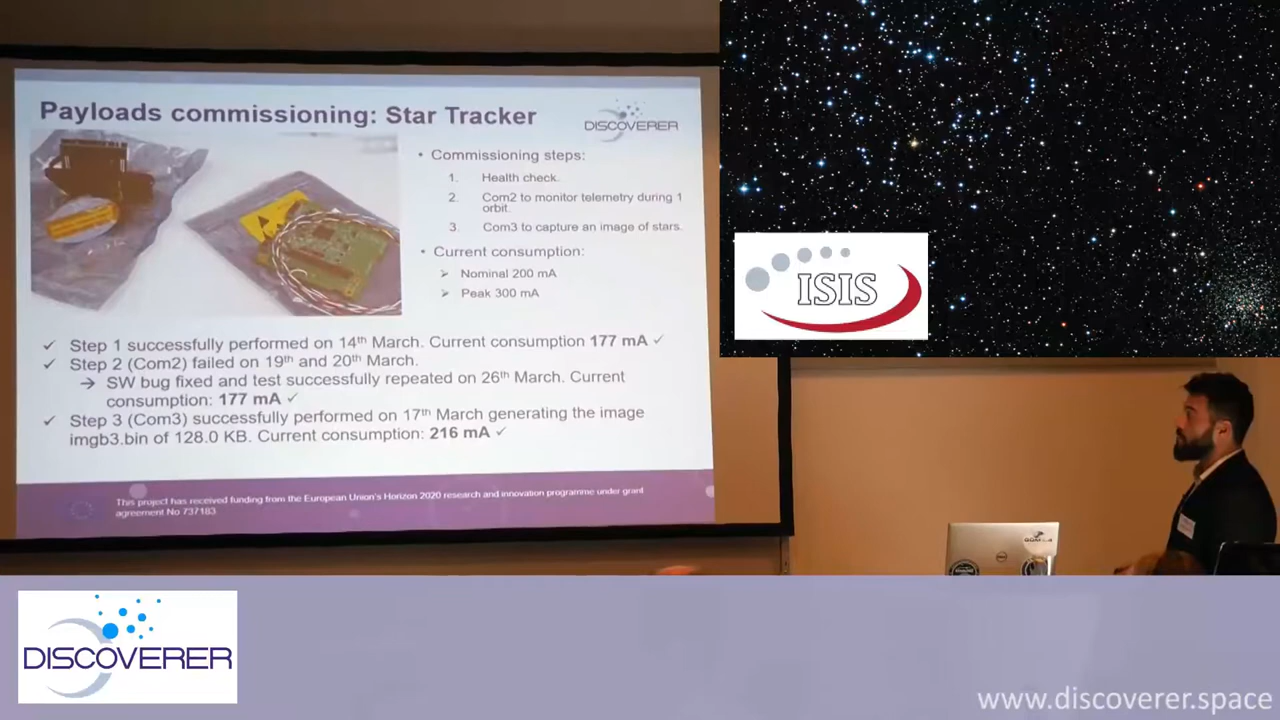 Payloads commissioning: Star Tracker
DISCOVERER
• Commissioning steps:
1. Health check.
2. Com2 to monitor telemetry during 1
orbit.
3. Com3 to capture an image of stars.
• Current consumption:
➢ Nominal 200 mA
➢ Peak 300 mA
✓ Step 1 successfully performed on 14th March. Current consumption 177 mA ✓
✓ Step 2 (Com2) failed on 19th and 20th March.
→ SW bug fixed and test successfully repeated on 26th March. Current
consumption: 177 mA ✓
✓ Step 3 (Com3) successfully performed on 17th March generating the image
imgb3.bin of 128.0 KB. Current consumption: 216 mA ✓
This project has received funding from the European Union's Horizon 2020 research and innovation programme under grant
agreement No 737183
ISIS
DISCOVERER
www.discoverer.space